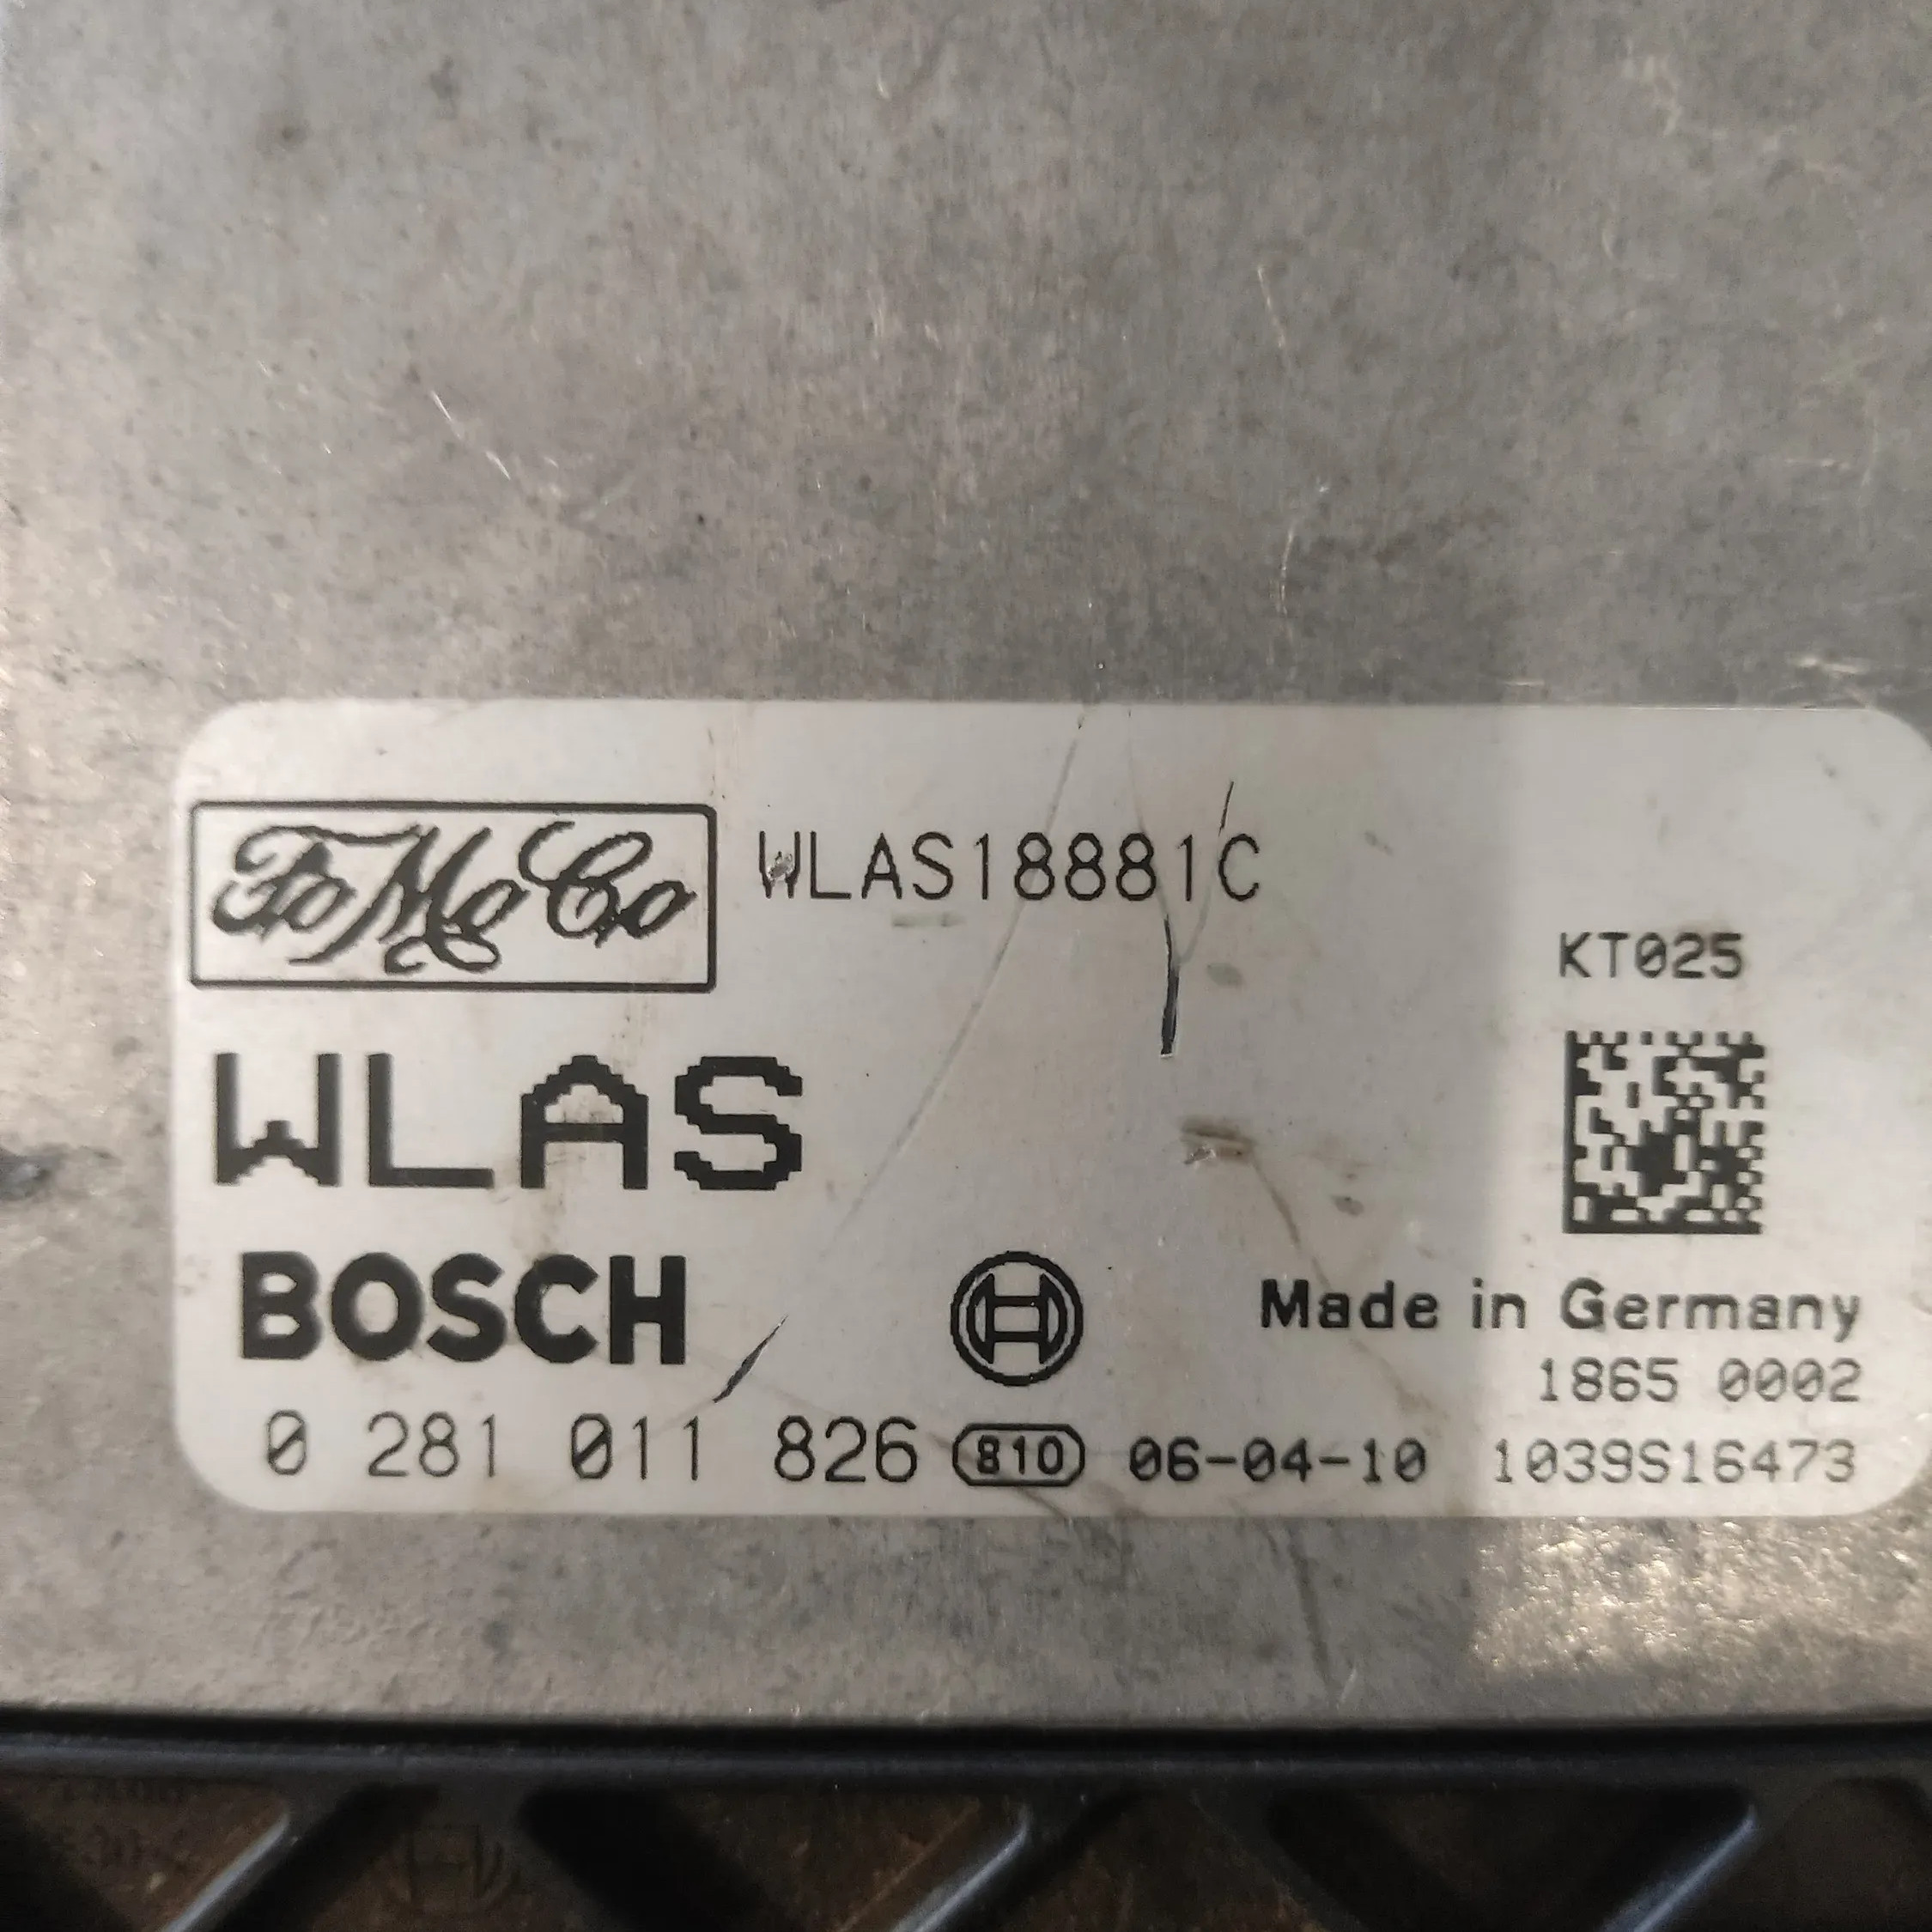 FoMoCo WLAS18881C
KT025
WLAS
BOSCH
Made in Germany
1865 0002
0 281 011 826 810 06-04-10 1039S16473